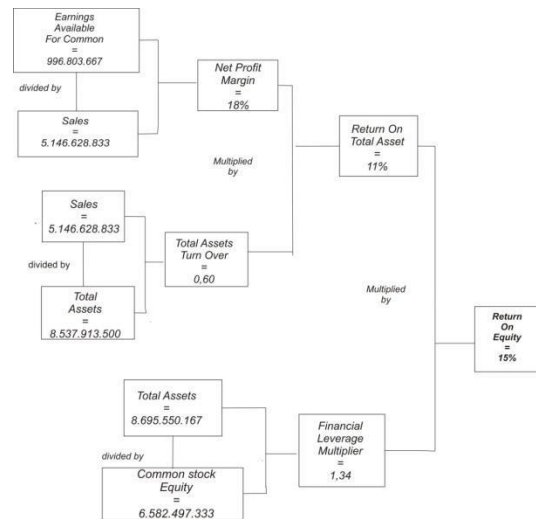 Earnings
Available
For Common
=
996.803.667
divided by
Sales
=
5.146.628.833
Net Profit
Margin
=
18%
Multiplied
by
Return On
Total Asset
=
11%
Sales
=
5.146.628.833
divided by
Total
Assets
=
8.537.913.500
Total Assets
Turn Over
=
0,60
Multiplied
by
Return
On
Equity
=
15%
Total Assets
=
8.695.550.167
divided by
Common stock
Equity
=
6.582.497.333
Financial
Leverage
Multiplier
=
1,34